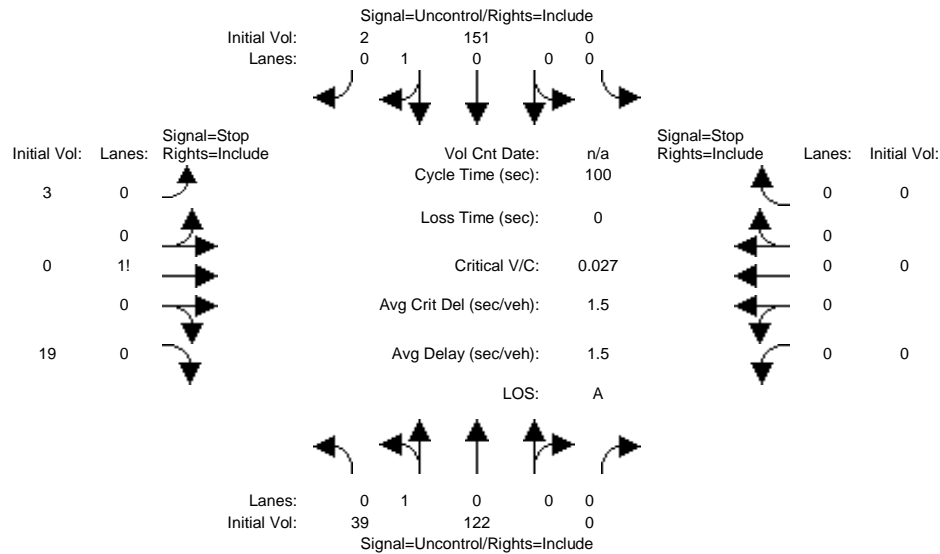 Signal=Uncontrol/Rights=Include
Initial Vol: 2 151 0
Lanes: 0 1 0 0 0
Signal=Stop Signal=Stop
Initial Vol: Lanes: Rights=Include Vol Cnt Date: n/a Rights=Include Lanes: Initial Vol:
Cycle Time (sec): 100
3 0 0 0
Loss Time (sec): 0
0 0
0 1! Critical V/C: 0.027 0 0
0 Avg Crit Del (sec/veh): 1.5 0
19 0 Avg Delay (sec/veh): 1.5 0 0
LOS: A
Lanes: 0 1 0 0 0
Initial Vol: 39 122 0
Signal=Uncontrol/Rights=Include